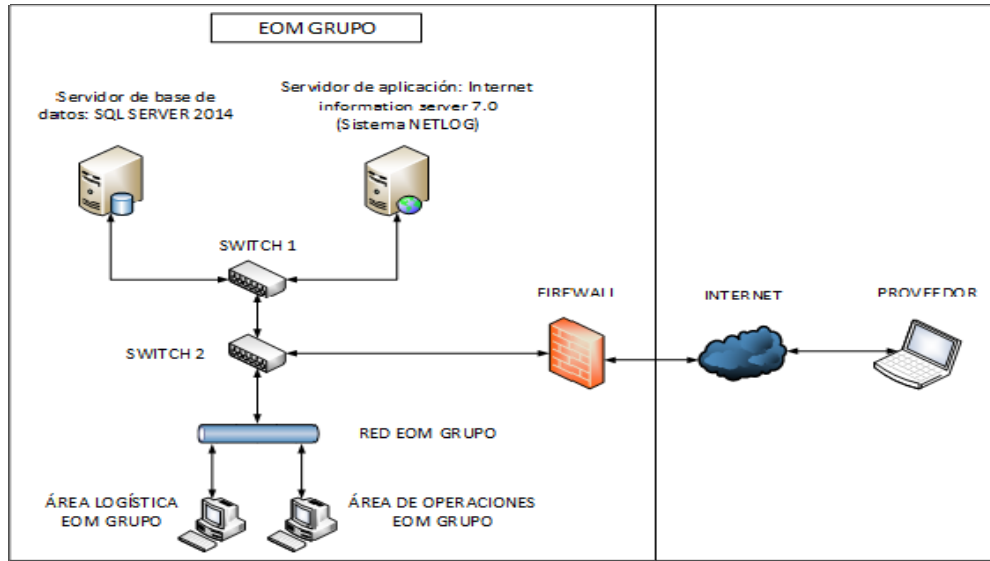 EOM GRUPO
Servidor de base de
datos: SQL SERVER 2014
Servidor de aplicación: Internet
information server 7.0
(Sistema NETLOG)
SWITCH 1
FIREWALL
INTERNET
PROVEEDOR
SWITCH 2
RED EOM GRUPO
ÁREA LOGÍSTICA
EOM GRUPO
ÁREA DE OPERACIONES
EOM GRUPO